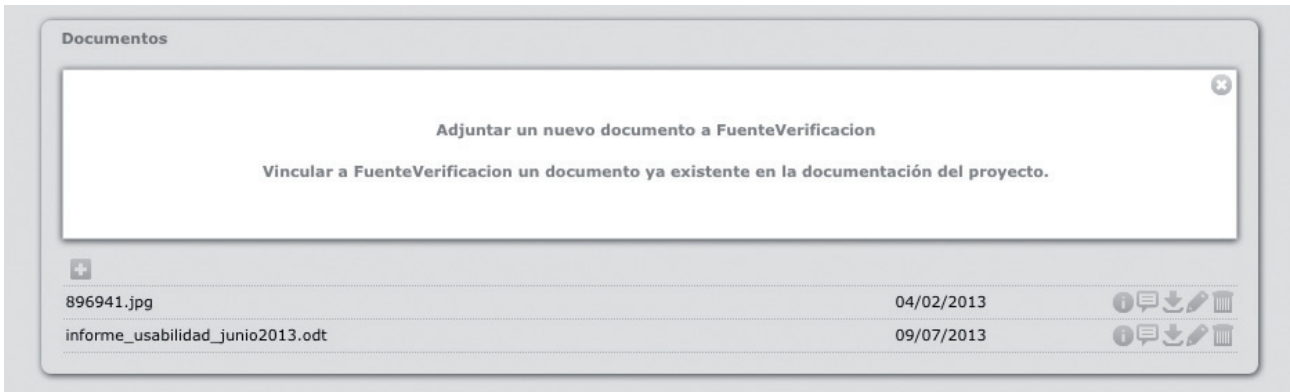 Documentos
Adjuntar un nuevo documento a FuenteVerificacion
Vincular a FuenteVerificacion un documento ya existente en la documentación del proyecto.
896941.jpg 04/02/2013
informe_usabilidad_junio2013.odt 09/07/2013